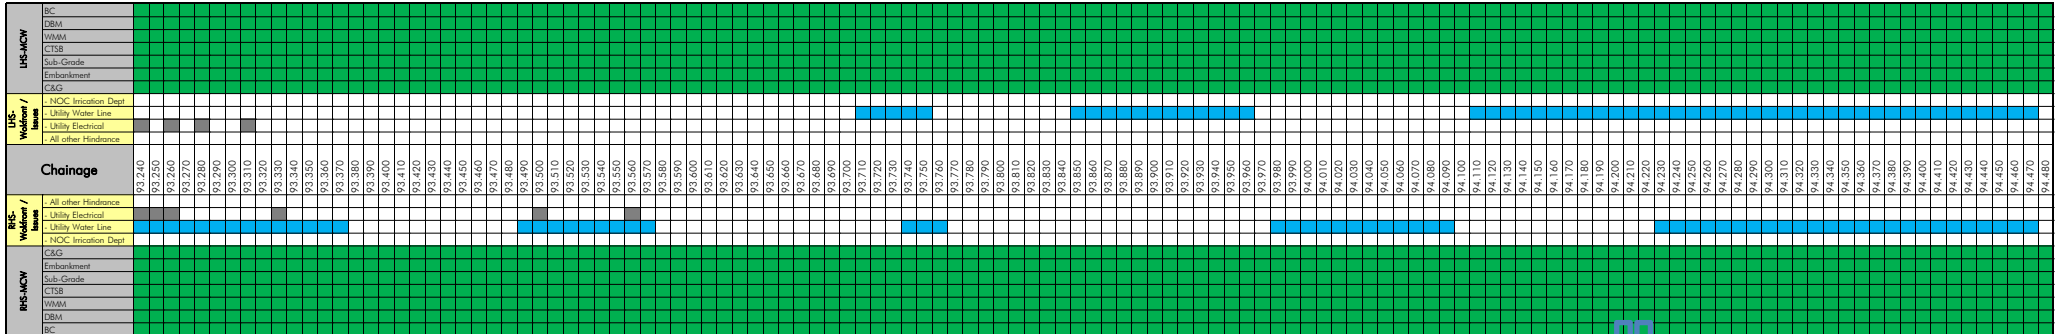 LHS-MCW
BC
DBM
WMM
CTSB
Sub-Grade
Embankment
C&G
LHS-
Wokfront /
Issues
- NOC Irrication Dept
- Utility Water Line
- Utility Electrical
- All other Hindrance
Chainage
93.240 93.250 93.260 93.270 93.280 93.290 93.300 93.310 93.320 93.330 93.340 93.350 93.360 93.370 93.380 93.390 93.400 93.410 93.420 93.430 93.440 93.450 93.460 93.470 93.480 93.490 93.500 93.510 93.520 93.530 93.540 93.550 93.560 93.570 93.580 93.590 93.600 93.610 93.620 93.630 93.640 93.650 93.660 93.670 93.680 93.690 93.700 93.710 93.720 93.730 93.740 93.750 93.760 93.770 93.780 93.790 93.800 93.810 93.820 93.830 93.840 93.850 93.860 93.870 93.880 93.890 93.900 93.910 93.920 93.930 93.940 93.950 93.960 93.970 93.980 93.990 94.000 94.010 94.020 94.030 94.040 94.050 94.060 94.070 94.080 94.090 94.100 94.110 94.120 94.130 94.140 94.150 94.160 94.170 94.180 94.190 94.200 94.210 94.220 94.230 94.240 94.250 94.260 94.270 94.280 94.290 94.300 94.310 94.320 94.330 94.340 94.350 94.360 94.370 94.380 94.390 94.400 94.410 94.420 94.430 94.440 94.450 94.460 94.470 94.480
RHS-
Wokfront /
Issues
- All other Hindrance
- Utility Electrical
- Utility Water Line
- NOC Irrication Dept
RHS-MCW
C&G
Embankment
Sub-Grade
CTSB
WMM
DBM
BC